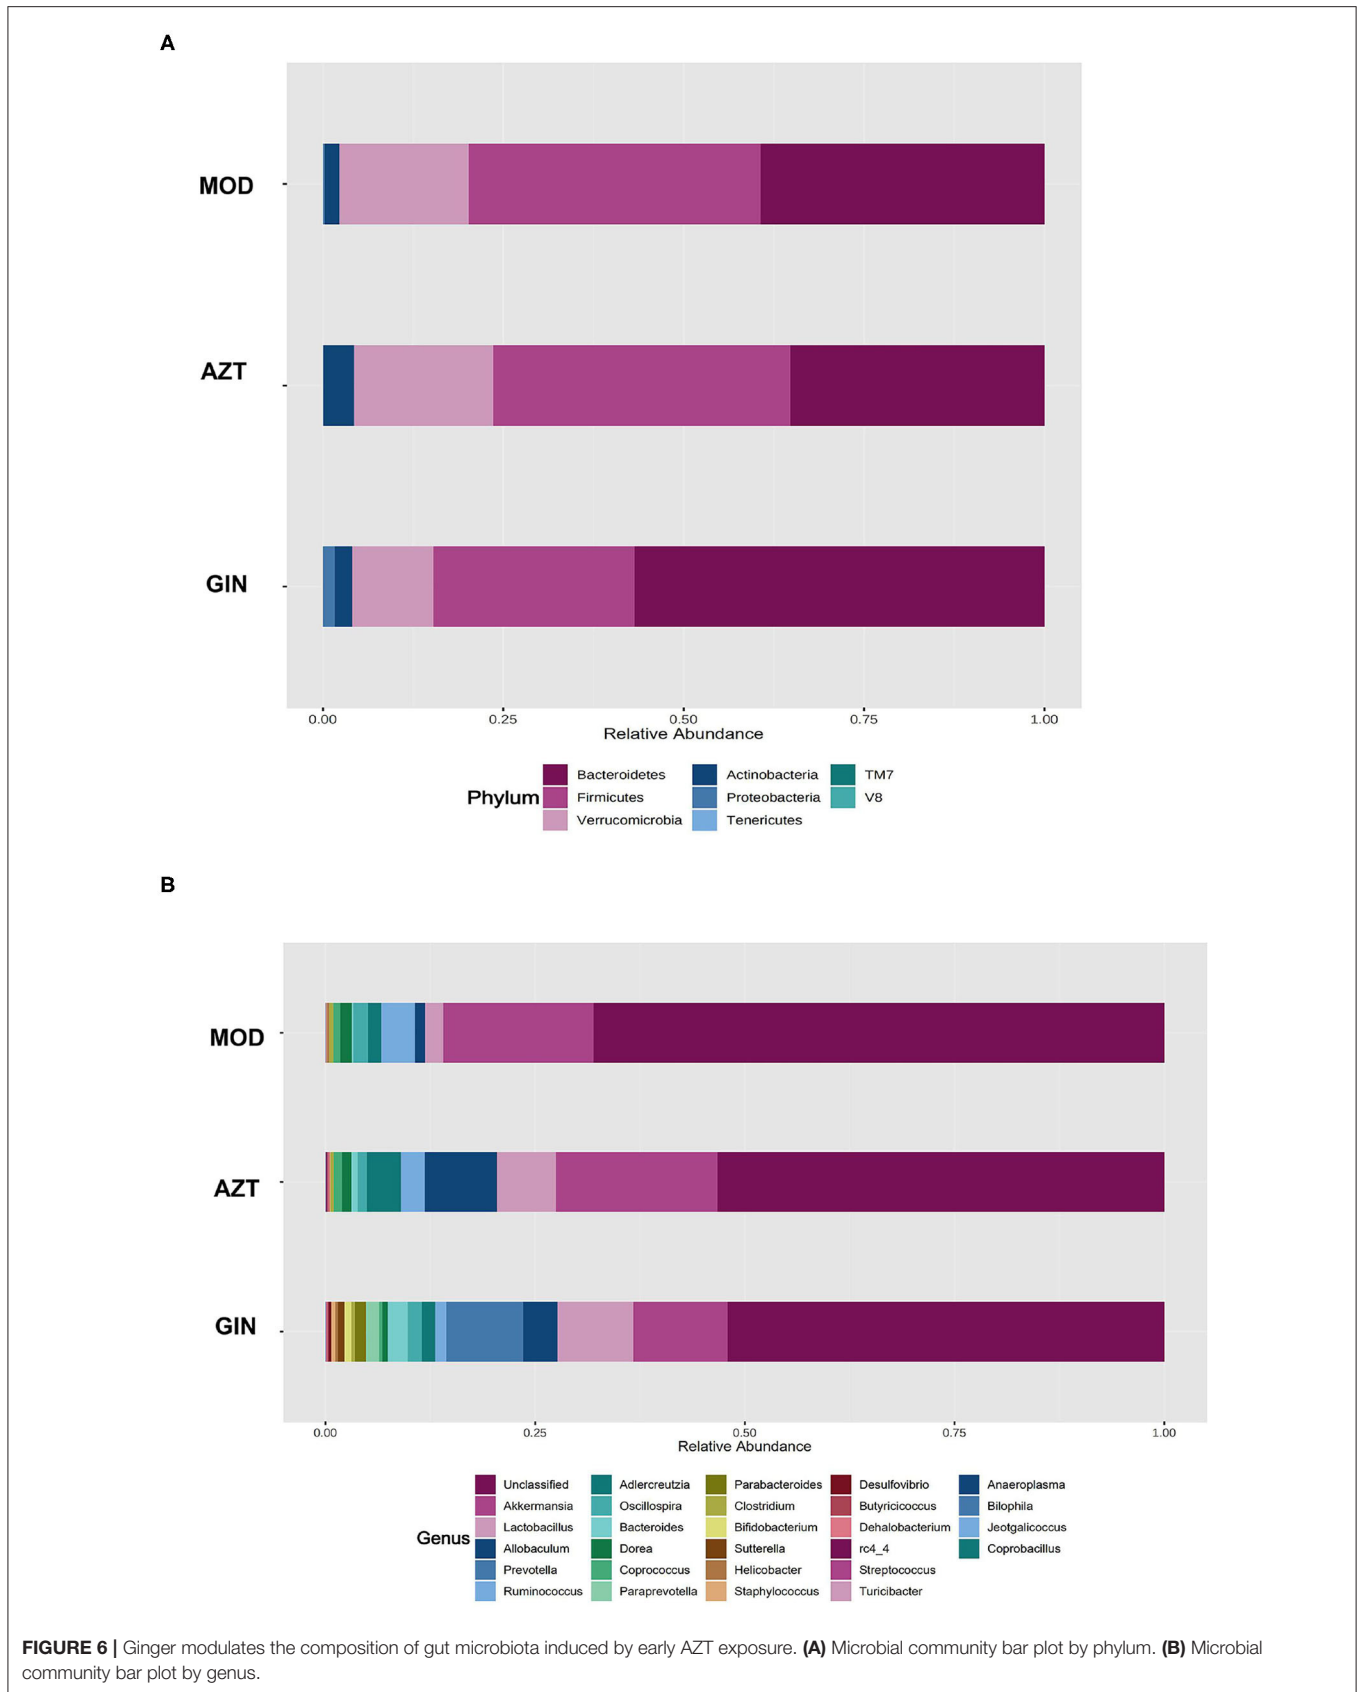 A
MOD
AZT
GIN
0.00 0.25 0.50 0.75 1.00
Relative Abundance
Phylum
Bacteroidetes Actinobacteria TM7
Firmicutes Proteobacteria V8
Verrucomicrobia Tenericutes
B
MOD
AZT
GIN
0.00 0.25 0.50 0.75 1.00
Relative Abundance
Genus
Unclassified Adlercreutzia Parabacteroides Desulfovibrio Anaeroplasma
Akkermansia Oscillospira Clostridium Butyricicoccus Bilophila
Lactobacillus Bacteroides Bifidobacterium Dehalobacterium Jeotgalicoccus
Allobaculum Dorea Sutterella rc4_4 Coprobacillus
Prevotella Coprococcus Helicobacter Streptococcus
Ruminococcus Paraprevotella Staphylococcus Turicibacter
FIGURE 6 | Ginger modulates the composition of gut microbiota induced by early AZT exposure. (A) Microbial community bar plot by phylum. (B) Microbial
community bar plot by genus.